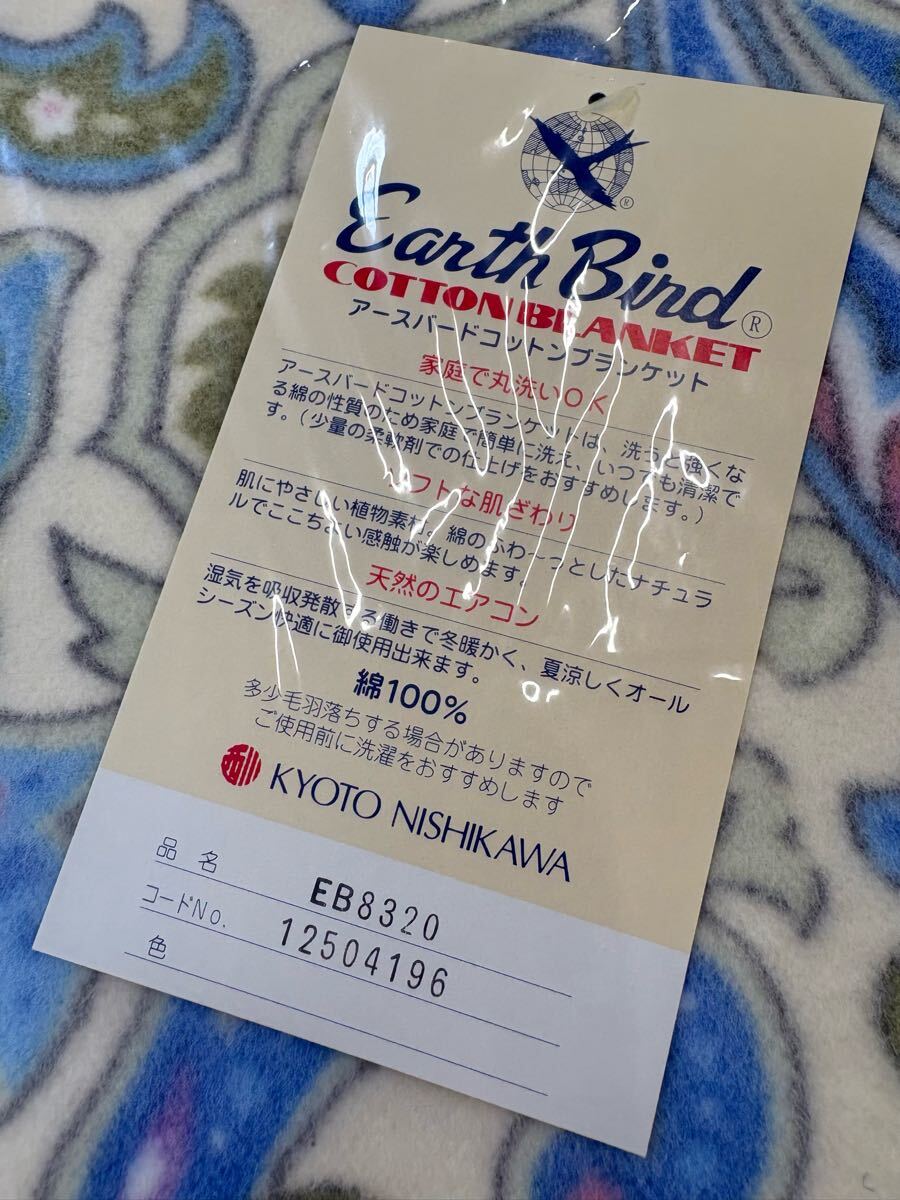 Earth Bird®
COTTON BLANKET
アースバードコットンブランケット
家庭で丸洗いOK
アースバードコットンブランケットは、洗うと強くな
る綿の性質のため家庭で簡単に洗え、いつでも清潔で
す。(少量の柔軟剤での仕上げをおすすめします。)
ソフトな肌ざわり
肌にやさしい植物素材。綿のふわ〜っとしたナチュラ
ルでここちよい感触が楽しめます。
天然のエアコン
湿気を吸収発散する働きで冬暖かく、夏涼しくオール
シーズン快適に御使用出来ます。
綿100%
多少毛羽落ちする場合がありますので
ご使用前に洗濯をおすすめします
西川 KYOTO NISHIKAWA
品名 EB8320
コードNo. 12504196
色